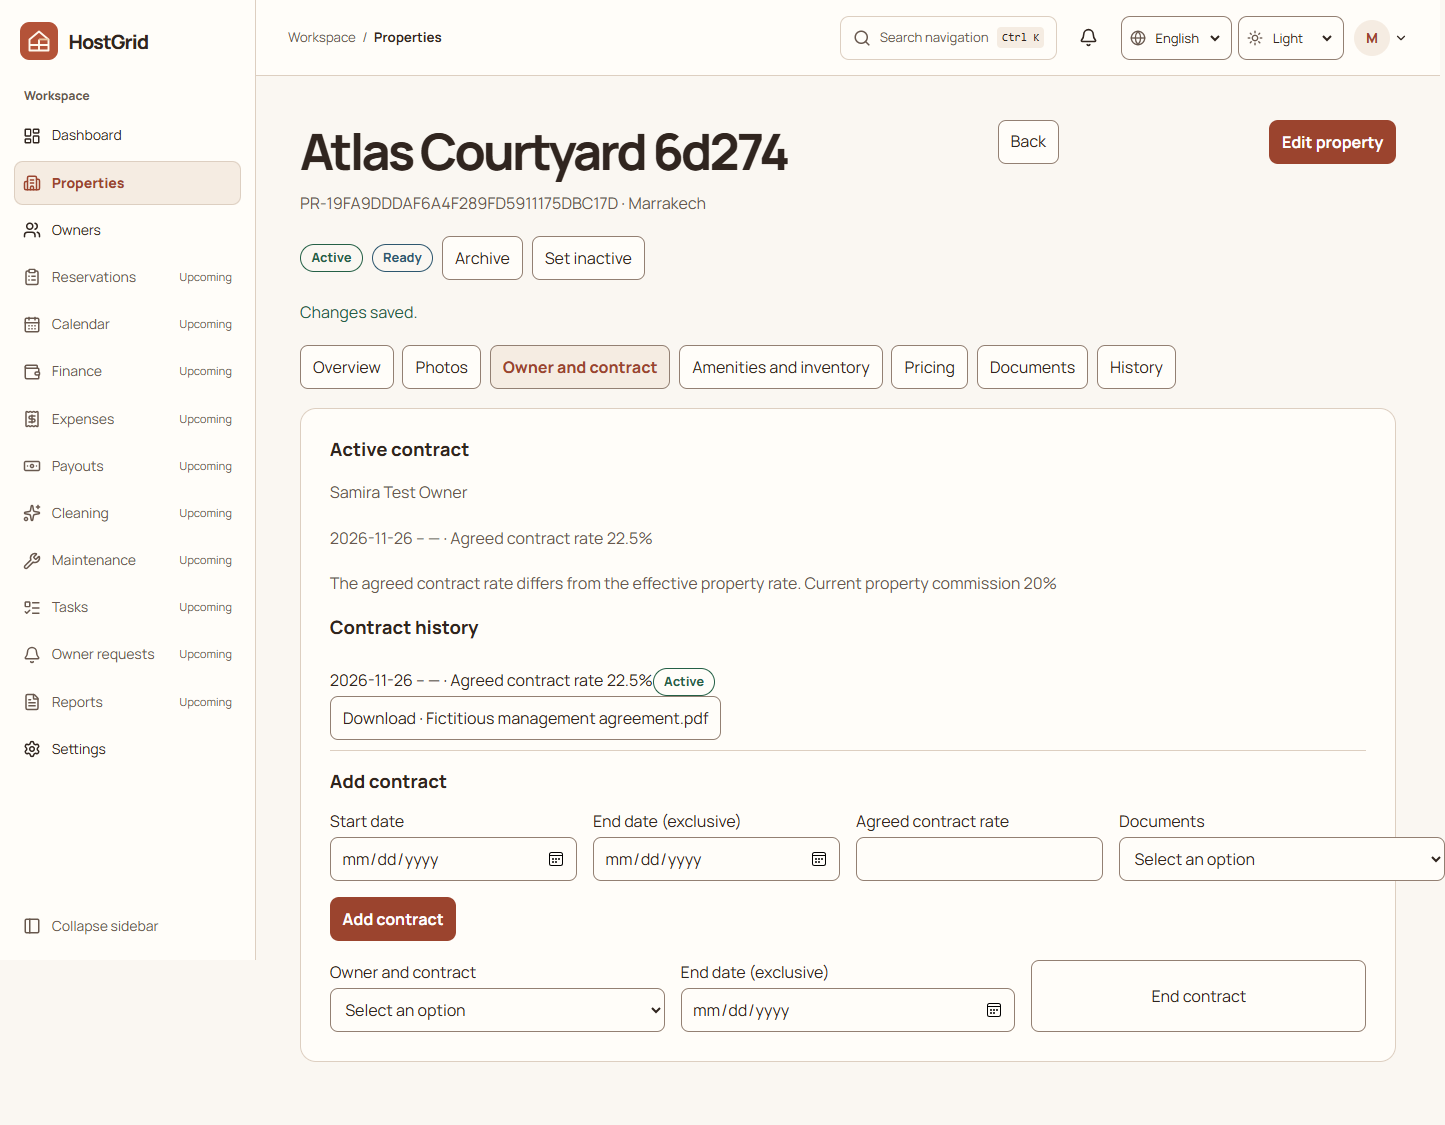 HostGrid
Workspace / Properties
Search navigation Ctrl K
English
Light
M
Workspace
Dashboard
Properties
Owners
Reservations Upcoming
Calendar Upcoming
Finance Upcoming
Expenses Upcoming
Payouts Upcoming
Cleaning Upcoming
Maintenance Upcoming
Tasks Upcoming
Owner requests Upcoming
Reports Upcoming
Settings
Collapse sidebar
Atlas Courtyard 6d274
Back
Edit property
PR-19FA9DDDAF6A4F289FD5911175DBC17D · Marrakech
Active Ready Archive Set inactive
Changes saved.
Overview Photos Owner and contract Amenities and inventory Pricing Documents History
Active contract
Samira Test Owner
2026-11-26 – — · Agreed contract rate 22.5%
The agreed contract rate differs from the effective property rate. Current property commission 20%
Contract history
2026-11-26 – — · Agreed contract rate 22.5% Active
Download · Fictitious management agreement.pdf
Add contract
Start date End date (exclusive) Agreed contract rate Documents
mm/dd/yyyy mm/dd/yyyy Select an option
Add contract
Owner and contract End date (exclusive)
Select an option mm/dd/yyyy End contract